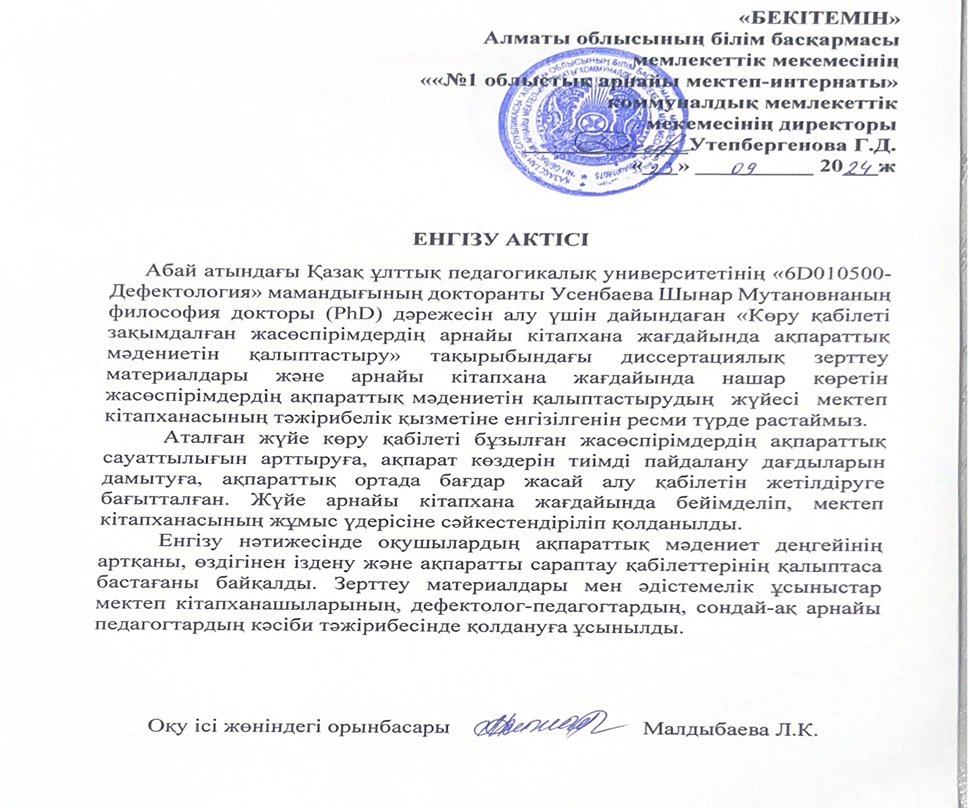 «БЕКІТЕМІН»
Алматы облысының білім басқармасы
мемлекеттік мекемесінің
««№1 облыстық арнайы мектеп-интернаты»
коммуналдық мемлекеттік
мекемесінің директоры
Утепбергенова Г.Д.
«23» 09 2024 ж
ЕНГІЗУ АКТІСІ
Абай атындағы Қазақ ұлттық педагогикалық университетінің «6D010500-
Дефектология» мамандығының докторанты Усенбаева Шынар Мутановнаның
философия докторы (PhD) дәрежесін алу үшін дайындаған «Көру қабілеті
зақымдалған жасөспірімдердің арнайы кітапхана жағдайында ақпараттық
мәдениетін қалыптастыру» тақырыбындағы диссертациялық зерттеу
материалдары және арнайы кітапхана жағдайында нашар көретін
жасөспірімдердің ақпараттық мәдениетін қалыптастырудың жүйесі мектеп
кітапханасының тәжірибелік қызметіне енгізілгенін ресми түрде растаймыз.
Аталған жүйе көру қабілеті бұзылған жасөспірімдердің ақпараттық
сауаттылығын арттыруға, ақпарат көздерін тиімді пайдалану дағдыларын
дамытуға, ақпараттық ортада бағдар жасай алу қабілетін жетілдіруге
бағытталған. Жүйе арнайы кітапхана жағдайында бейімделіп, мектеп
кітапханасының жұмыс үдерісіне сәйкестендіріліп қолданылды.
Енгізу нәтижесінде оқушылардың ақпараттық мәдениет деңгейінің
артқаны, өздігінен іздену және ақпаратты сараптау қабілеттерінің қалыптаса
бастағаны байқалды. Зерттеу материалдары мен әдістемелік ұсыныстар
мектеп кітапханашыларының, дефектолог-педагогтардың, сондай-ақ арнайы
педагогтардың кәсіби тәжірибесінде қолдануға ұсынылды.
Оқу ісі жөніндегі орынбасары Малдыбаева Л.К.